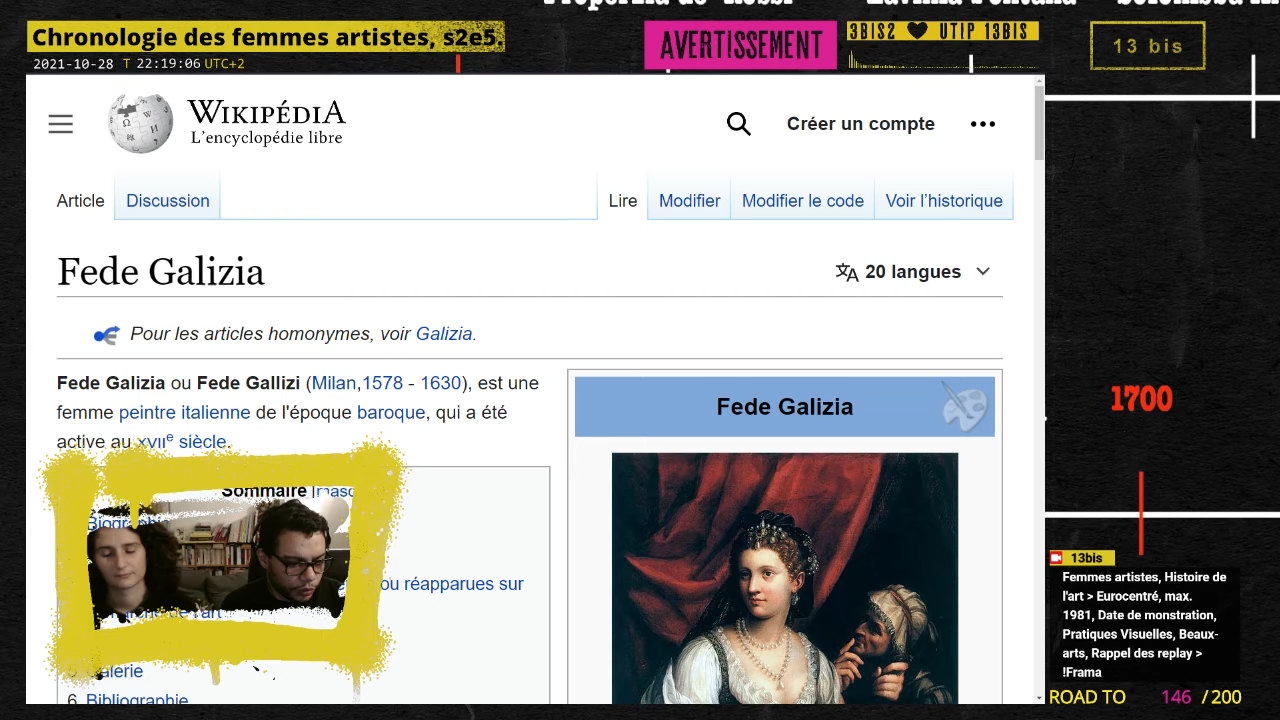 Chronologie des femmes artistes, s2e5
2021-10-28 T 22:19:06 UTC+2
AVERTISSEMENT
3BISZ UTIP 13BIS
13 bis
WIKIPÉDIA
L'encyclopédie libre
Créer un compte
Article Discussion Lire Modifier Modifier le code Voir l'historique
Fede Galizia
20 langues
Pour les articles homonymes, voir Galizia.
Fede Galizia ou Fede Gallizi (Milan,1578 - 1630), est une
femme peintre italienne de l'époque baroque, qui a été
active au XVIIe siècle.
Fede Galizia
Sommaire
ou réapparues sur
de l'art
6 Bibliographie
1700
13bis
Femmes artistes, Histoire de
l'art > Eurocentré, max.
1981, Date de monstration,
Pratiques Visuelles, Beaux-
arts, Rappel des replay >
!Frama
ROAD TO 146 / 200